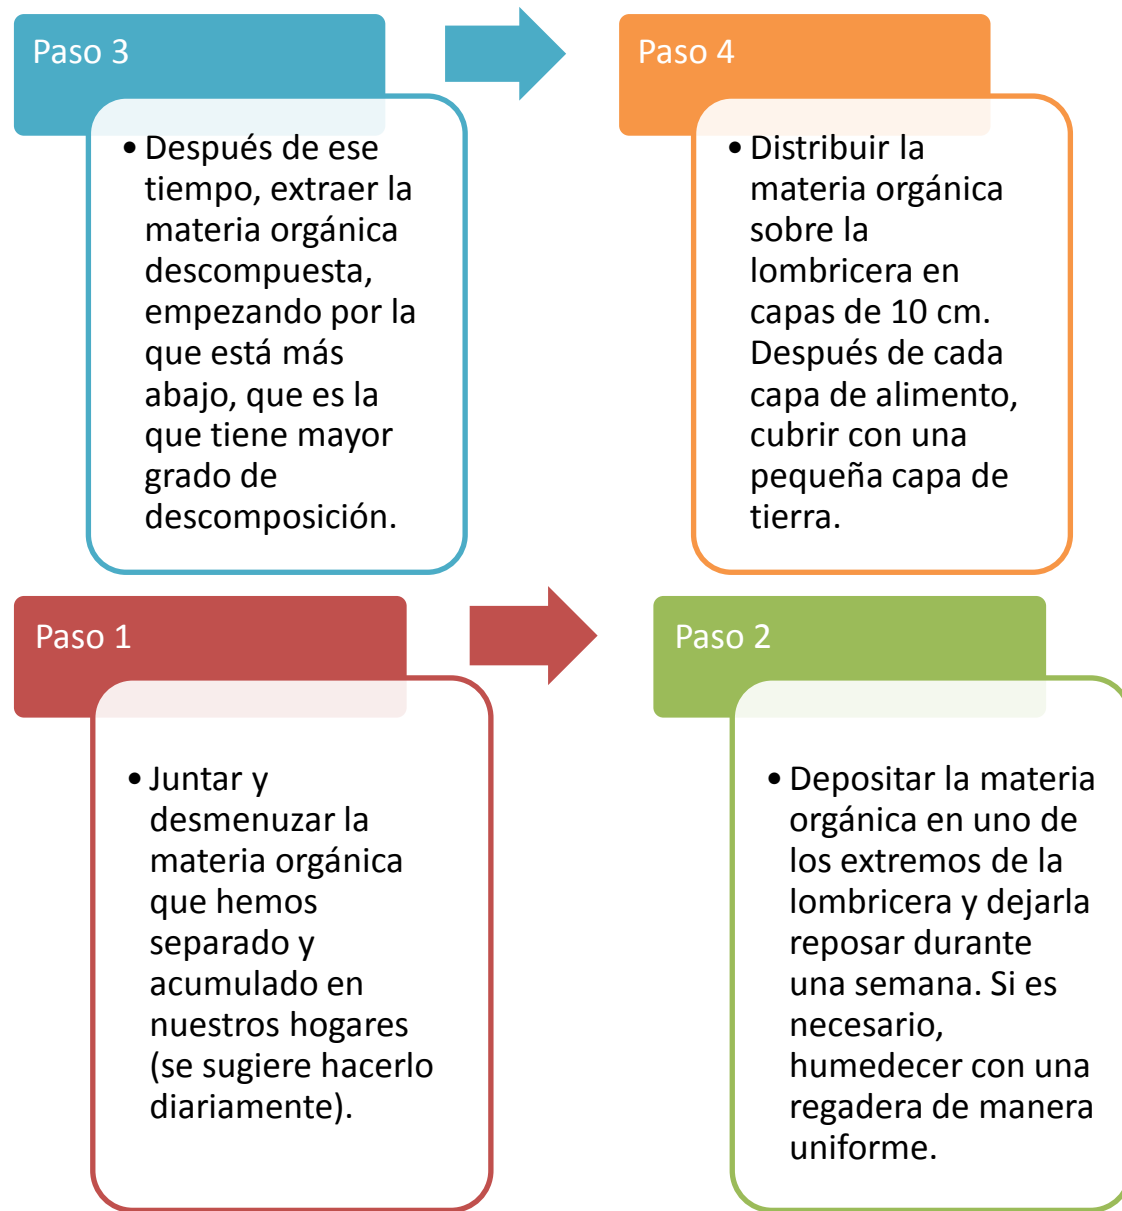 Paso 3
• Después de ese
tiempo, extraer la
materia orgánica
descompuesta,
empezando por la
que está más
abajo, que es la
que tiene mayor
grado de
descomposición.
Paso 4
• Distribuir la
materia orgánica
sobre la
lombricera en
capas de 10 cm.
Después de cada
capa de alimento,
cubrir con una
pequeña capa de
tierra.
Paso 1
• Juntar y
desmenuzar la
materia orgánica
que hemos
separado y
acumulado en
nuestros hogares
(se sugiere hacerlo
diariamente).
Paso 2
• Depositar la materia
orgánica en uno de
los extremos de la
lombricera y dejarla
reposar durante
una semana. Si es
necesario,
humedecer con una
regadera de manera
uniforme.